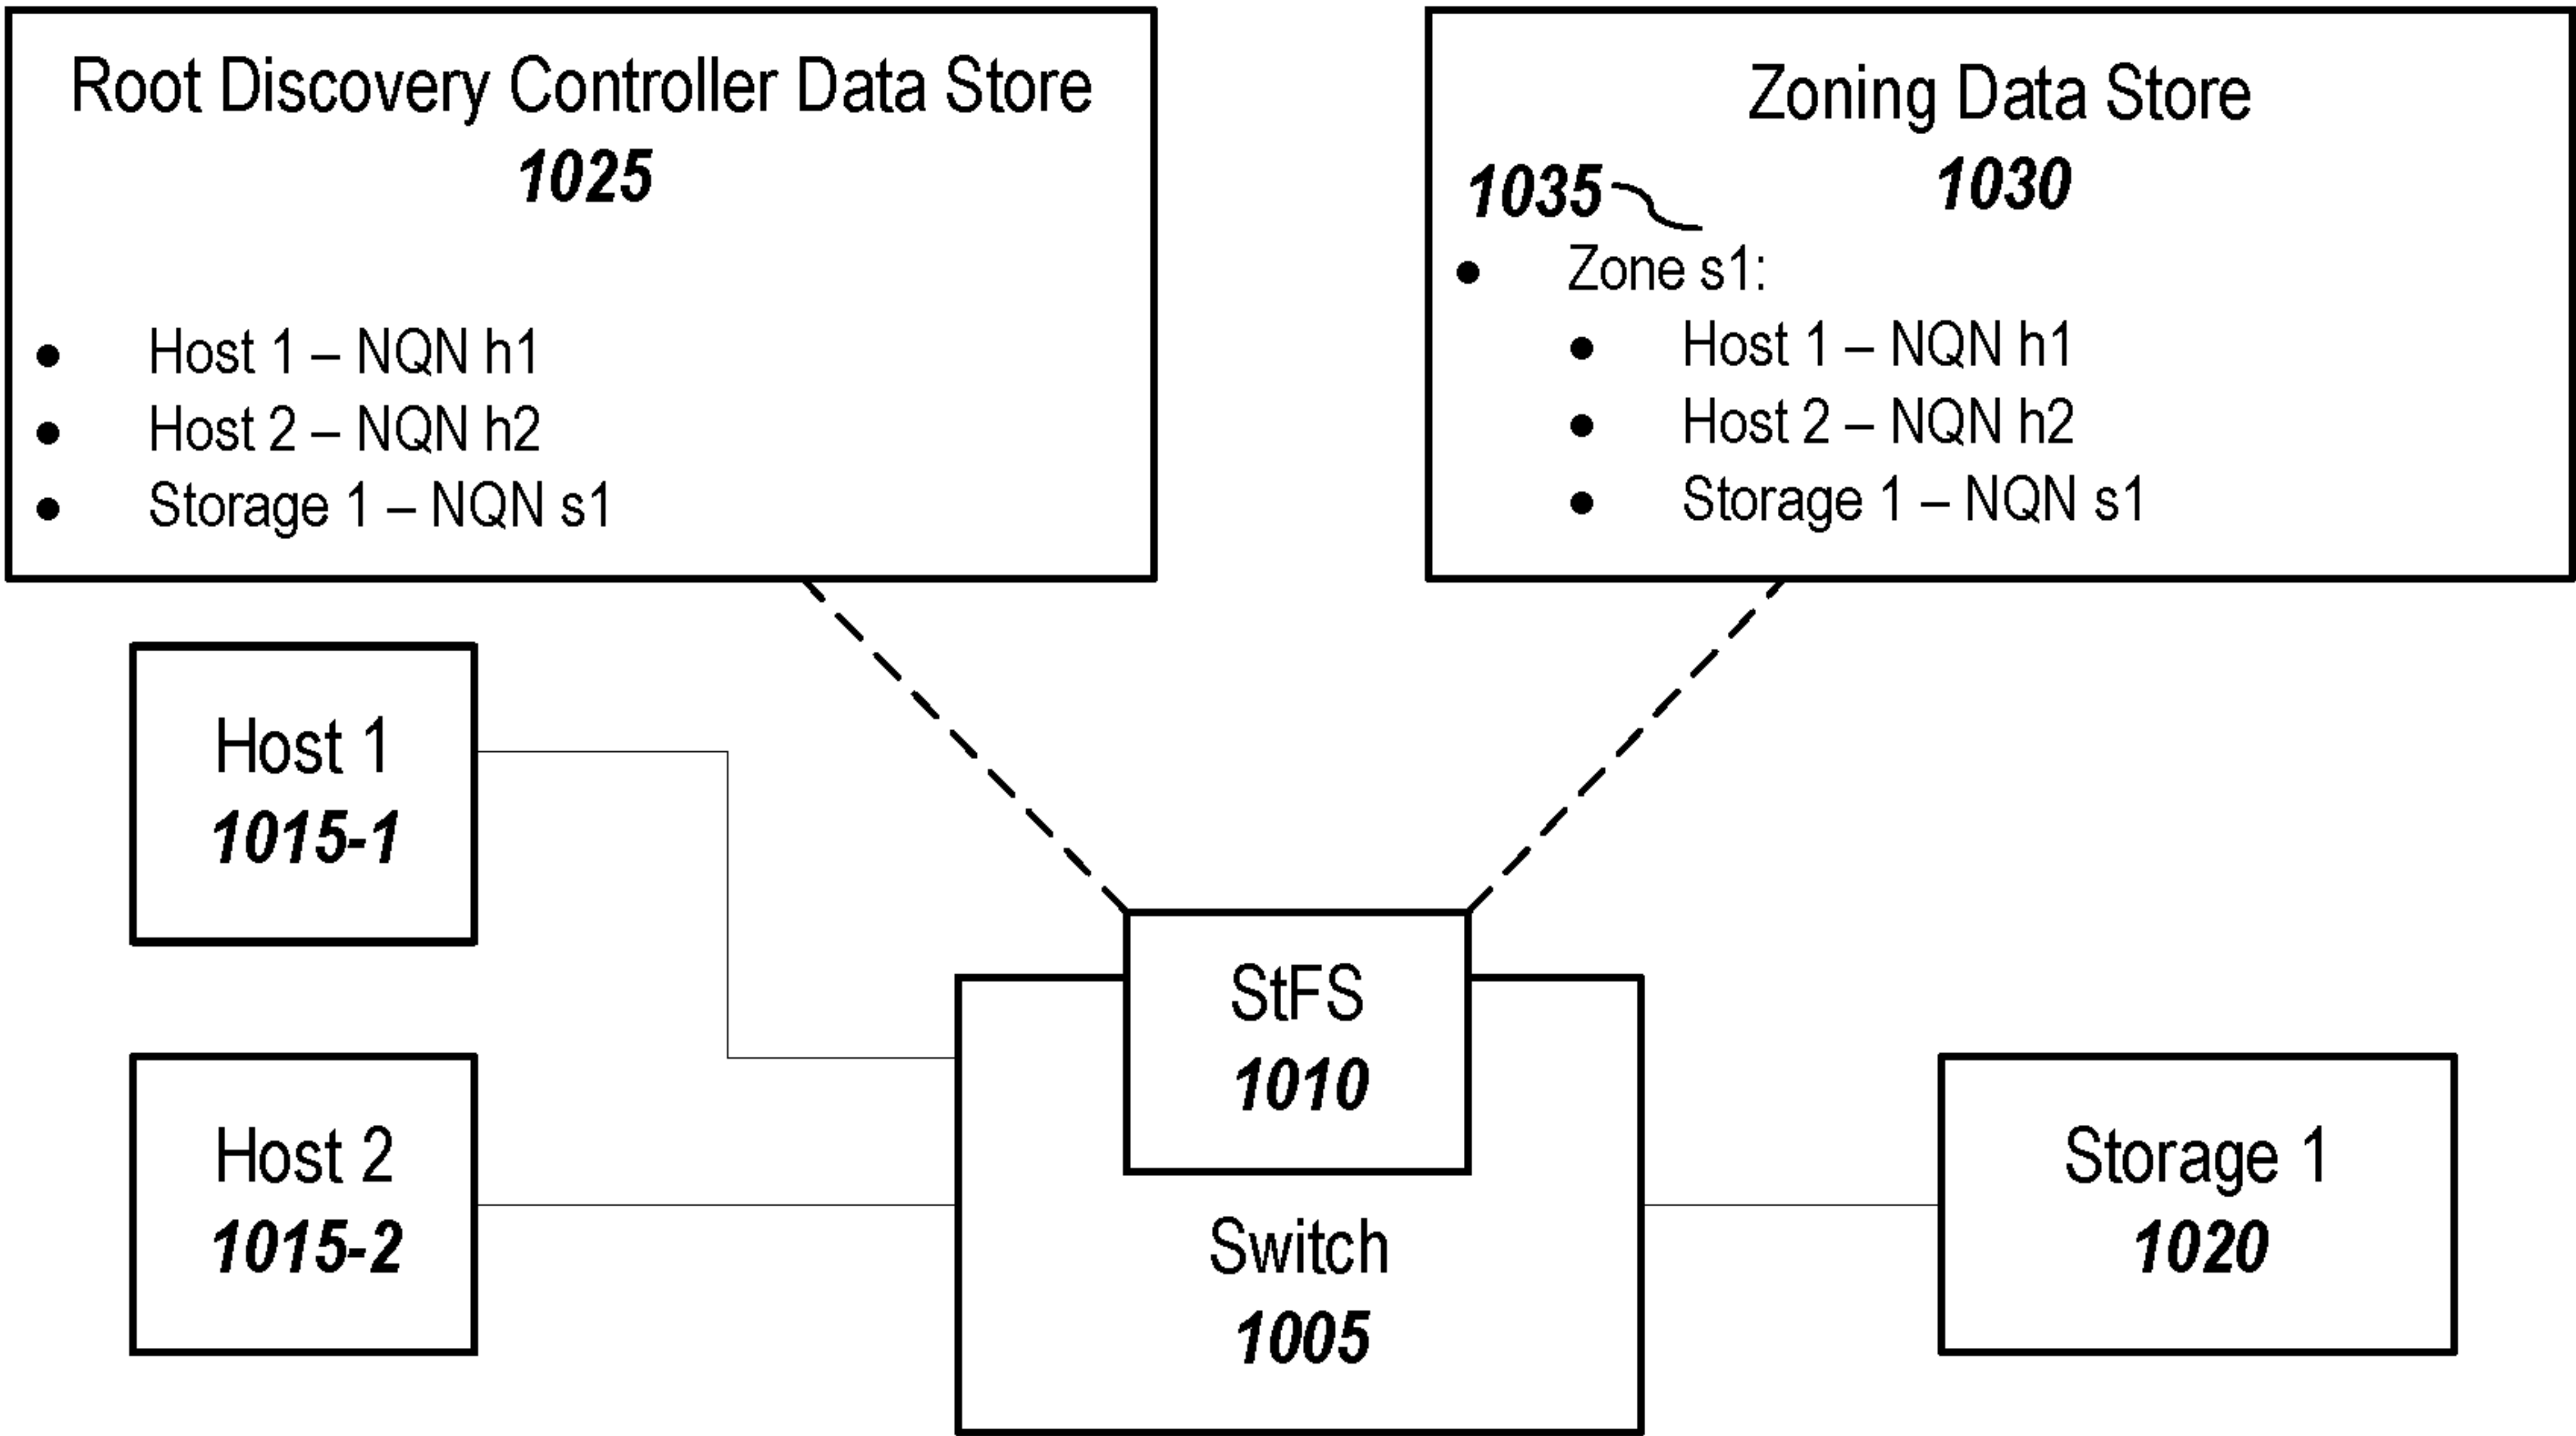 Root Discovery Controller Data Store
1025
• Host 1 – NQN h1
• Host 2 – NQN h2
• Storage 1 – NQN s1
Zoning Data Store
1030
1035
• Zone s1:
• Host 1 – NQN h1
• Host 2 – NQN h2
• Storage 1 – NQN s1
Host 1
1015-1
Host 2
1015-2
StFS
1010
Switch
1005
Storage 1
1020